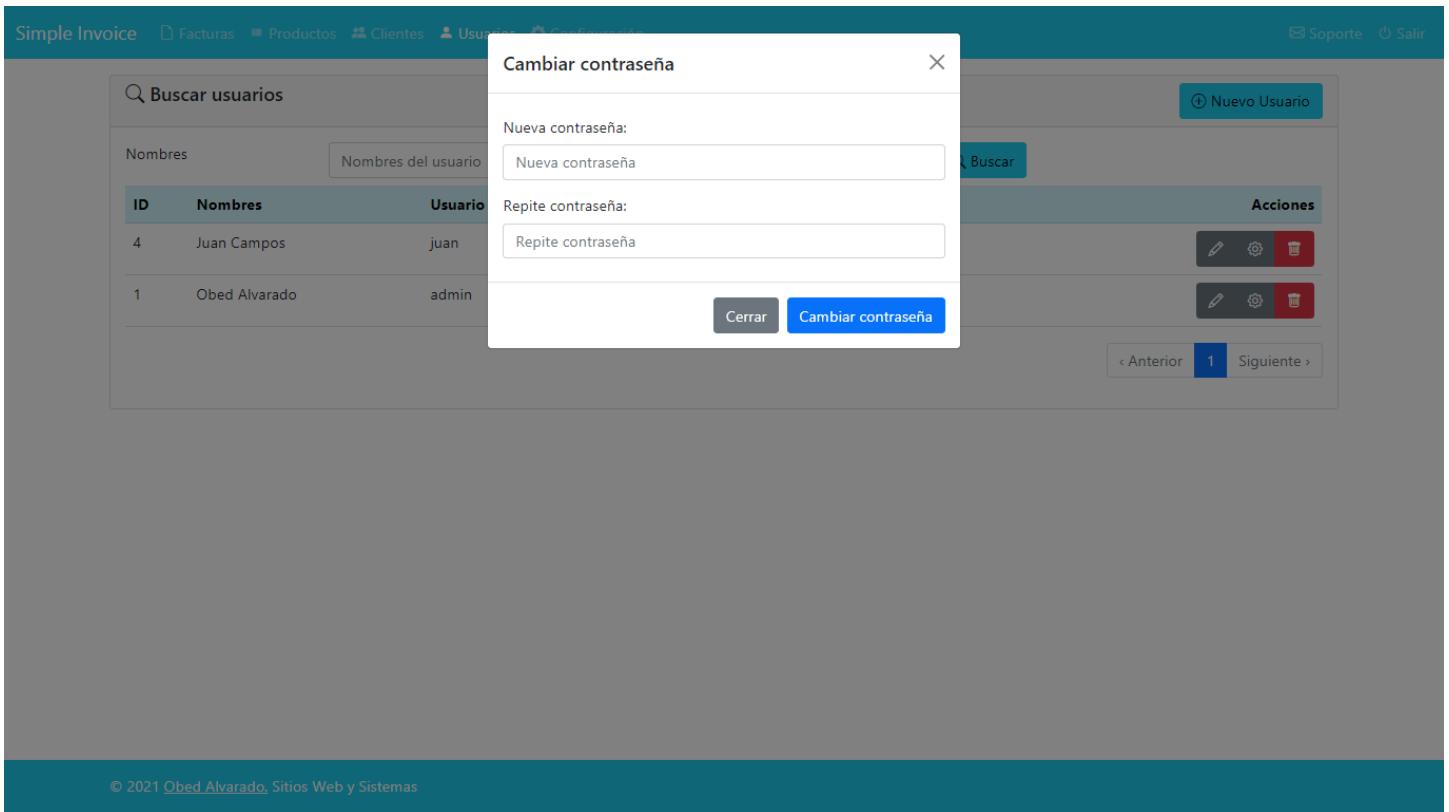 Simple Invoice Facturas Productos Clientes Usuarios Configuración Soporte Salir
Cambiar contraseña
Buscar usuarios
Nuevo Usuario
Nueva contraseña:
Nombres
Nombres del usuario
Nueva contraseña
Buscar
ID Nombres Usuario
Repite contraseña:
Acciones
4 Juan Campos juan
Repite contraseña
1 Obed Alvarado admin
Cerrar Cambiar contraseña
‹ Anterior 1 Siguiente ›
© 2021 Obed Alvarado. Sitios Web y Sistemas